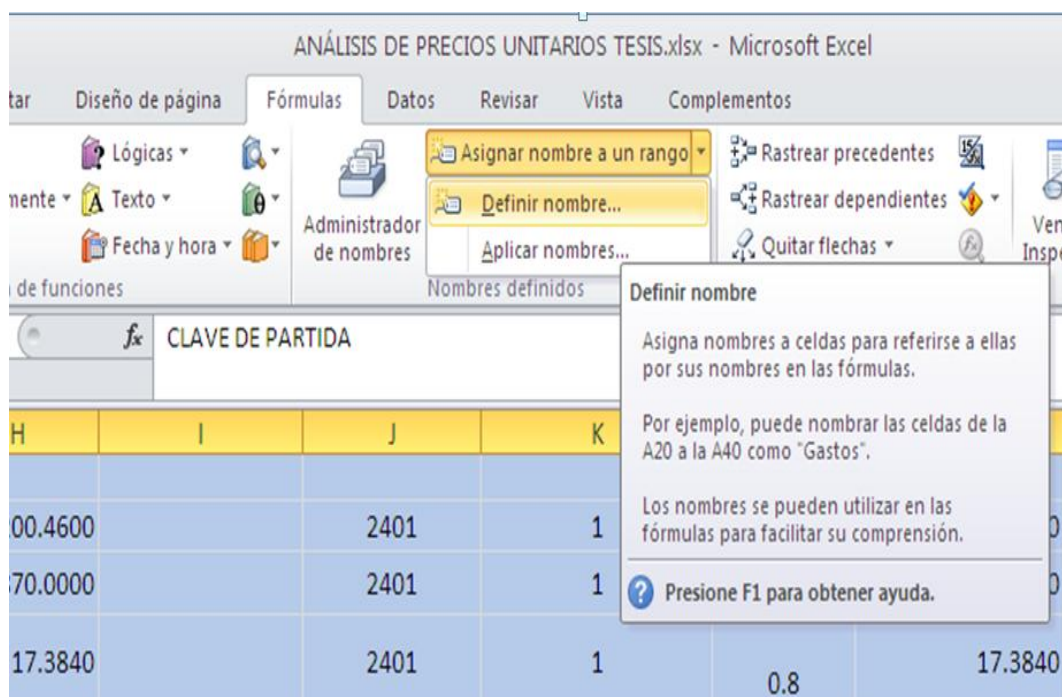 ANÁLISIS DE PRECIOS UNITARIOS TESIS.xlsx - Microsoft Excel
Diseño de página Fórmulas Datos Revisar Vista Complementos
Lógicas Asignar nombre a un rango Rastrear precedentes
Texto Definir nombre... Rastrear dependientes
Fecha y hora Administrador de nombres Aplicar nombres... Quitar flechas
de funciones Nombres definidos
fx CLAVE DE PARTIDA
Definir nombre
Asigna nombres a celdas para referirse a ellas
por sus nombres en las fórmulas.
Por ejemplo, puede nombrar las celdas de la
A20 a la A40 como "Gastos".
Los nombres se pueden utilizar en las
fórmulas para facilitar su comprensión.
Presione F1 para obtener ayuda.
H I J K
00.4600 2401 1
70.0000 2401 1
17.3840 2401 1 0.8 17.3840